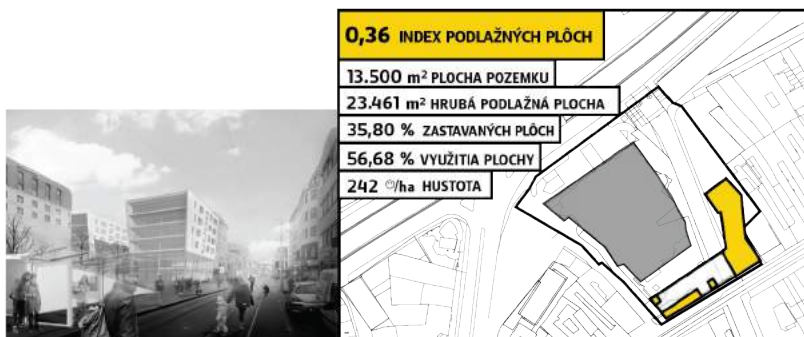 0,36 INDEX PODLAŽNÝCH PLÔCH
13.500 m² PLOCHA POZEMKU
23.461 m² HRUBÁ PODLAŽNÁ PLOCHA
35,80 % ZASTAVANÝCH PLÔCH
56,68 % VYUŽITIA PLOCHY
242 ☺/ha HUSTOTA